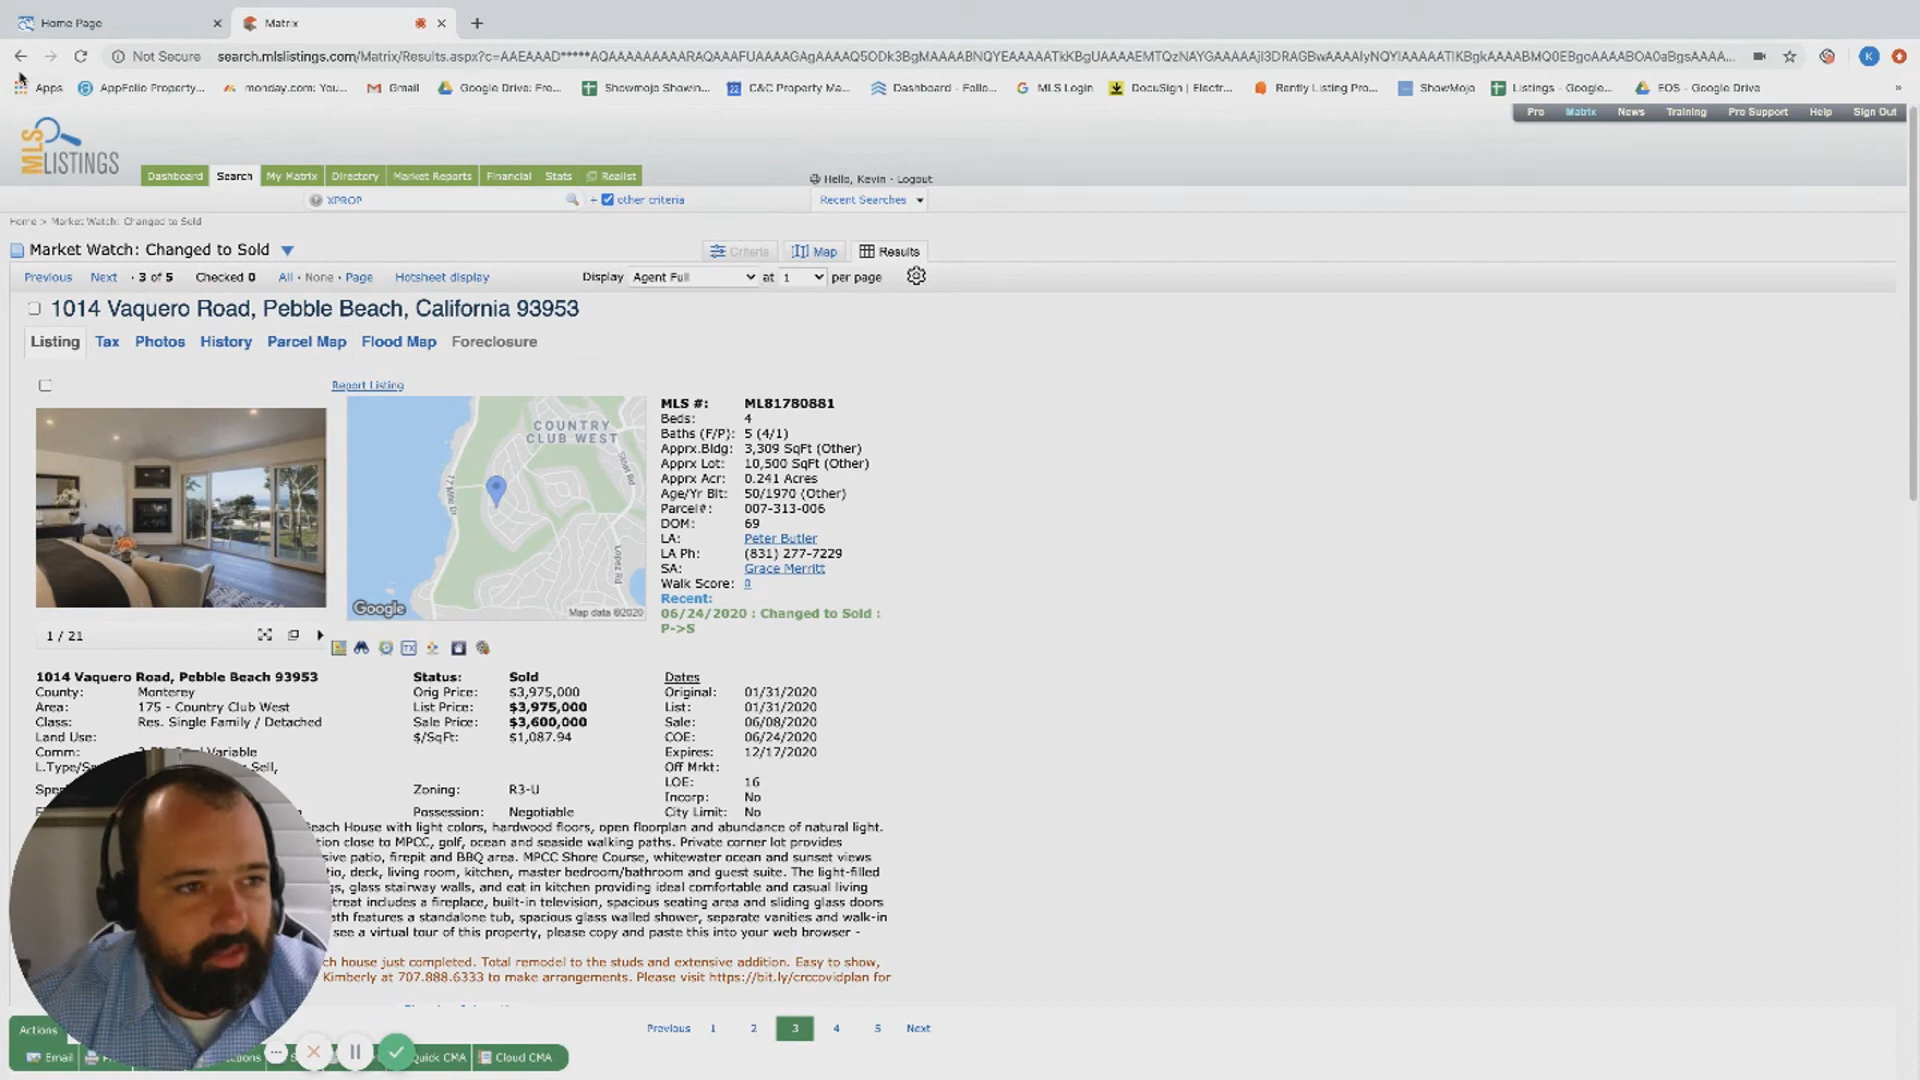 Home Page
Matrix
Not Secure
search.mlslistings.com/Matrix/Results.aspx?c=AAEAAAD*****AQAAAAAAAAARAQAAAFUAAAAGAgAAAAQ5ODk3BgMAAAABNQYEAAAAATkKBgUAAAAEMTQzNAYGAAAAAjI3DRAGBwAAAAIyNQYIAAAAATIKBgkAAAABMQ0EBgoAAAABOA0aBgsAAAA...
K
Apps
AppFolio Property...
monday.com: You...
Gmail
Google Drive: Fre...
Showmojo Showin...
C&C Property Ma...
Dashboard - Follo...
MLS Login
DocuSign | Electr...
Rently Listing Pro...
ShowMojo
Listings - Google...
EOS - Google Drive
»
Pro Matrix News Training Pro Support Help Sign Out
MLS LISTINGS
Dashboard Search My Matrix Directory Market Reports Financial Stats Realist
Hello, Kevin - Logout
XPROP
+ other criteria
Recent Searches
Home > Market Watch: Changed to Sold
Market Watch: Changed to Sold
Criteria Map Results
Previous Next · 3 of 5 Checked 0 All · None · Page Hotsheet display Display Agent Full at 1 per page
1014 Vaquero Road, Pebble Beach, California 93953
Listing Tax Photos History Parcel Map Flood Map Foreclosure
Report Listing
COUNTRY
CLUB WEST
17 Mile Dr
Sloat Rd
Lopez Rd
Google
Map data ©2020
1 / 21
MLS #: ML81780881
Beds: 4
Baths (F/P): 5 (4/1)
Apprx.Bldg: 3,309 SqFt (Other)
Apprx Lot: 10,500 SqFt (Other)
Apprx Acr: 0.241 Acres
Age/Yr Blt: 50/1970 (Other)
Parcel#: 007-313-006
DOM: 69
LA: Peter Butler
LA Ph: (831) 277-7229
SA: Grace Merritt
Walk Score: 0
Recent:
06/24/2020 : Changed to Sold :
P->S
1014 Vaquero Road, Pebble Beach 93953
County: Monterey
Area: 175 - Country Club West
Class: Res. Single Family / Detached
Land Use:
Comm: Variable
L.Type/S Sell,
Spe
Status: Sold
Orig Price: $3,975,000
List Price: $3,975,000
Sale Price: $3,600,000
$/SqFt: $1,087.94
Zoning: R3-U
Possession: Negotiable
Dates
Original: 01/31/2020
List: 01/31/2020
Sale: 06/08/2020
COE: 06/24/2020
Expires: 12/17/2020
Off Mrkt:
LOE: 16
Incorp: No
City Limit: No
Beach House with light colors, hardwood floors, open floorplan and abundance of natural light.
tion close to MPCC, golf, ocean and seaside walking paths. Private corner lot provides
sive patio, firepit and BBQ area. MPCC Shore Course, whitewater ocean and sunset views
tio, deck, living room, kitchen, master bedroom/bathroom and guest suite. The light-filled
gs, glass stairway walls, and eat in kitchen providing ideal comfortable and casual living
treat includes a fireplace, built-in television, spacious seating area and sliding glass doors
ath features a standalone tub, spacious glass walled shower, separate vanities and walk-in
see a virtual tour of this property, please copy and paste this into your web browser -
ch house just completed. Total remodel to the studs and extensive addition. Easy to show,
Kimberly at 707.888.6333 to make arrangements. Please visit https://bit.ly/crccovidplan for
Previous 1 2 3 4 5 Next
Actions
Email
Quick CMA
Cloud CMA